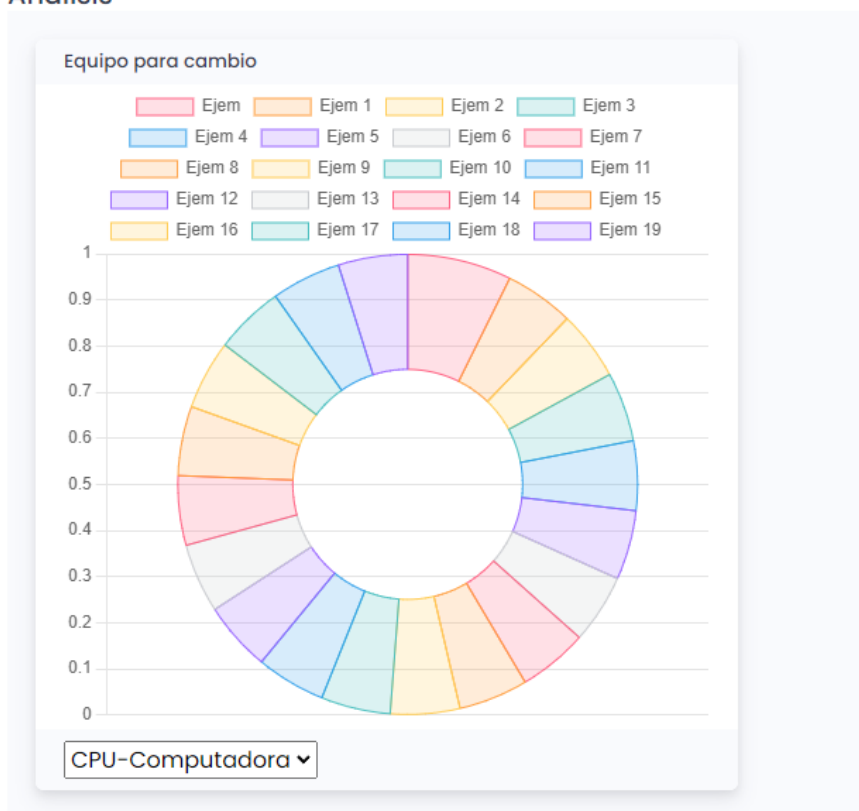 Análisis
Equipo para cambio
Ejem Ejem 1 Ejem 2 Ejem 3
Ejem 4 Ejem 5 Ejem 6 Ejem 7
Ejem 8 Ejem 9 Ejem 10 Ejem 11
Ejem 12 Ejem 13 Ejem 14 Ejem 15
Ejem 16 Ejem 17 Ejem 18 Ejem 19
1
0.9
0.8
0.7
0.6
0.5
0.4
0.3
0.2
0.1
0
CPU-Computadora